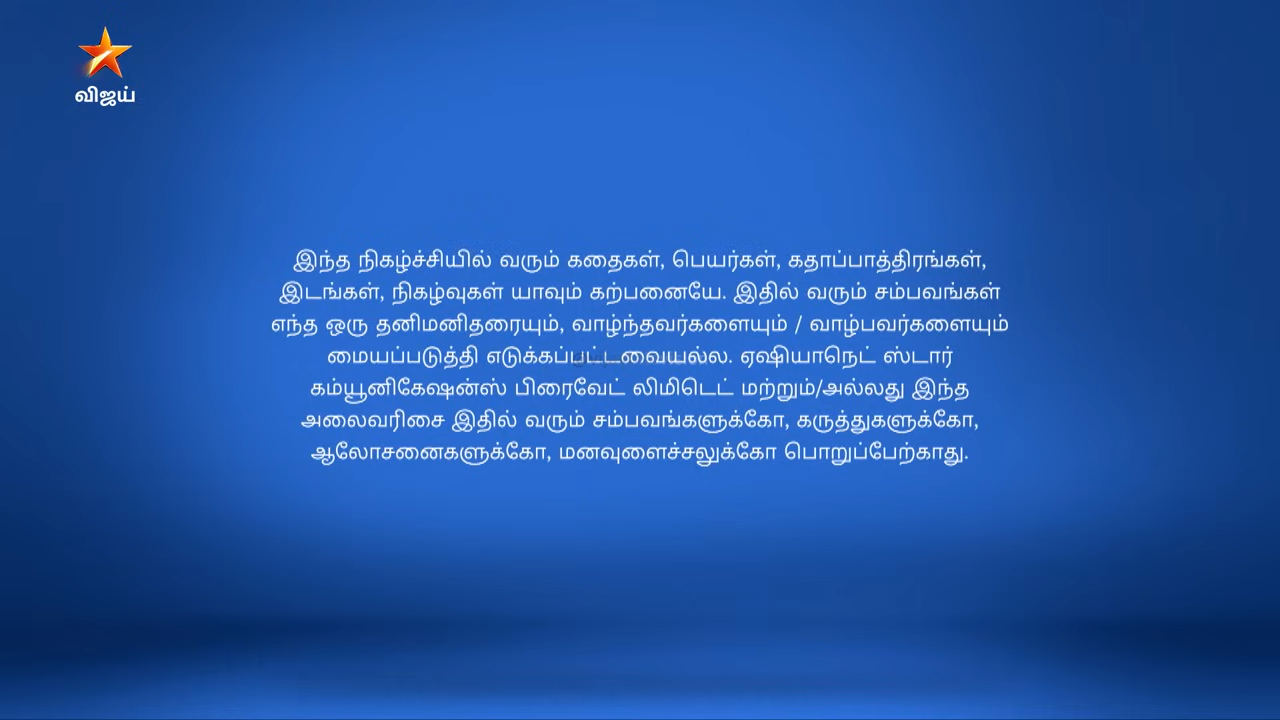 விஜய்
இந்த நிகழ்ச்சியில் வரும் கதைகள், பெயர்கள், கதாப்பாத்திரங்கள்,
இடங்கள், நிகழ்வுகள் யாவும் கற்பனையே. இதில் வரும் சம்பவங்கள்
எந்த ஒரு தனிமனிதரையும், வாழ்ந்தவர்களையும் / வாழ்பவர்களையும்
மையப்படுத்தி எடுக்கப்பட்டவையல்ல. ஏஷியாநெட் ஸ்டார்
கம்யூனிகேஷன்ஸ் பிரைவேட் லிமிடெட் மற்றும்/அல்லது இந்த
அலைவரிசை இதில் வரும் சம்பவங்களுக்கோ, கருத்துகளுக்கோ,
ஆலோசனைகளுக்கோ, மனவுளைச்சலுக்கோ பொறுப்பேற்காது.